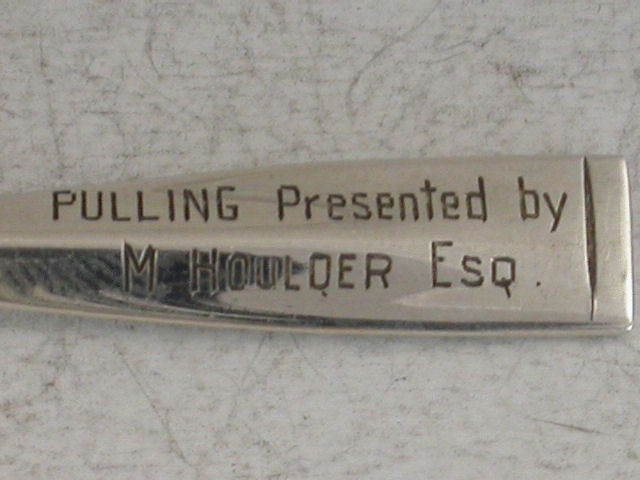 PULLING Presented by
M HOULDER Esq.